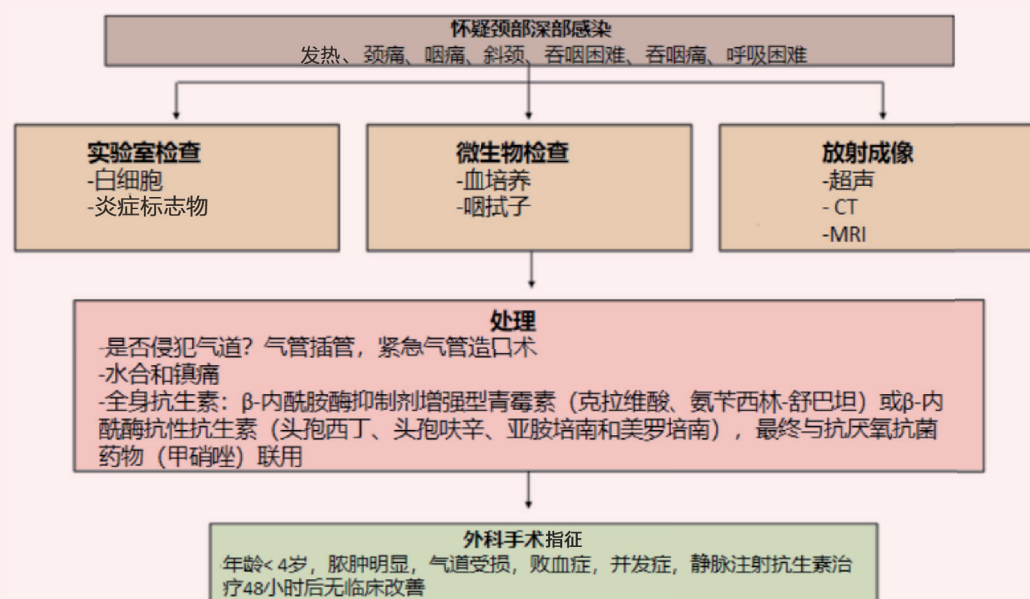 怀疑颈部深部感染
发热、颈痛、咽痛、斜颈、吞咽困难、吞咽痛、呼吸困难
实验室检查
-白细胞
-炎症标志物
微生物检查
-血培养
-咽拭子
放射成像
-超声
- CT
-MRI
处理
-是否侵犯气道？气管插管，紧急气管造口术
-水合和镇痛
-全身抗生素：β-内酰胺酶抑制剂增强型青霉素（克拉维酸、氨苄西林-舒巴坦）或β-内
酰酶抗性抗生素（头孢西丁、头孢呋辛、亚胺培南和美罗培南），最终与抗厌氧抗菌
药物（甲硝唑）联用
外科手术指征
年龄< 4岁，脓肿明显，气道受损，败血症，并发症，静脉注射抗生素治
疗48小时后无临床改善